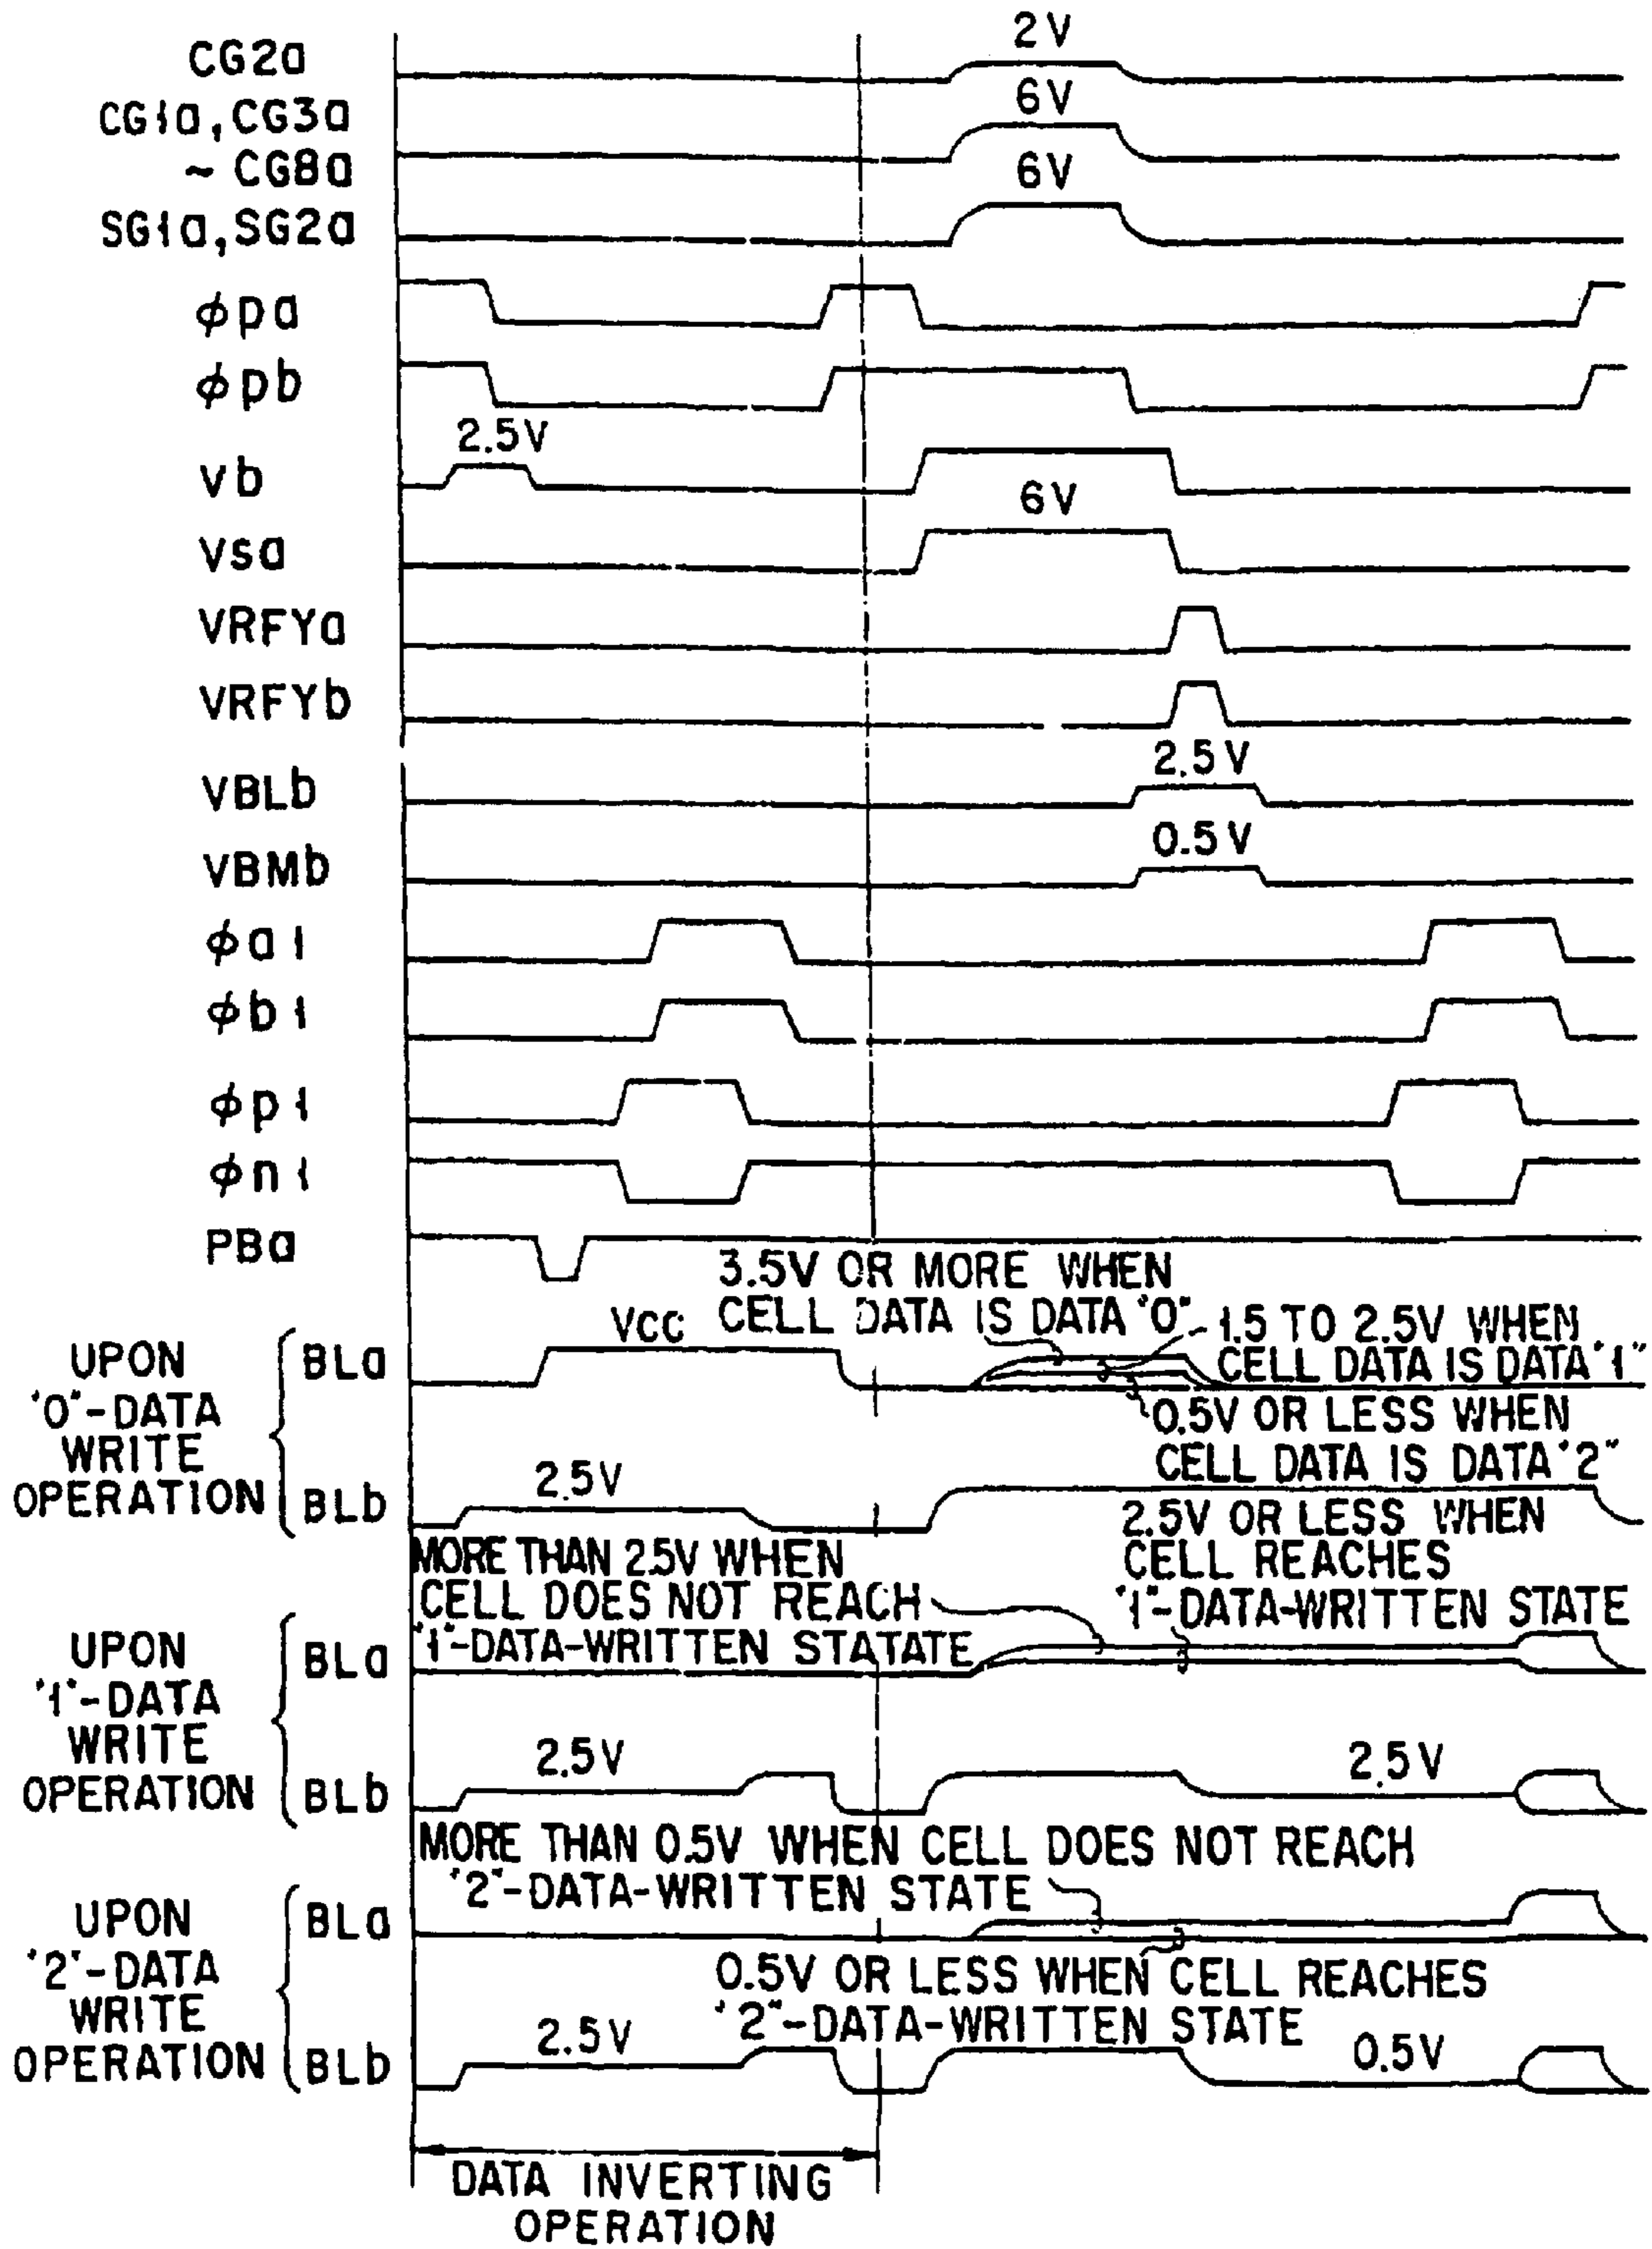 CG2a
2V
CG1a,CG3a
~ CG8a
6V
SG1a,SG2a
6V
φpa
φpb
Vb
2.5V
Vsa
6V
VRFYa
VRFYb
VBLb
2.5V
VBMb
0.5V
φa1
φb1
φp1
φn1
PBa
3.5V OR MORE WHEN
CELL DATA IS DATA "0"
UPON
"0"-DATA
WRITE
OPERATION
BLa
VCC
1.5 TO 2.5V WHEN
CELL DATA IS DATA "1"
0.5V OR LESS WHEN
CELL DATA IS DATA "2"
BLb
2.5V
MORE THAN 2.5V WHEN
CELL DOES NOT REACH
"1"-DATA-WRITTEN STATATE
2.5V OR LESS WHEN
CELL REACHES
"1"-DATA-WRITTEN STATE
UPON
"1"-DATA
WRITE
OPERATION
BLa
BLb
2.5V
2.5V
MORE THAN 0.5V WHEN CELL DOES NOT REACH
"2"-DATA-WRITTEN STATE
UPON
"2"-DATA
WRITE
OPERATION
BLa
0.5V OR LESS WHEN CELL REACHES
"2"-DATA-WRITTEN STATE
BLb
2.5V
0.5V
DATA INVERTING
OPERATION